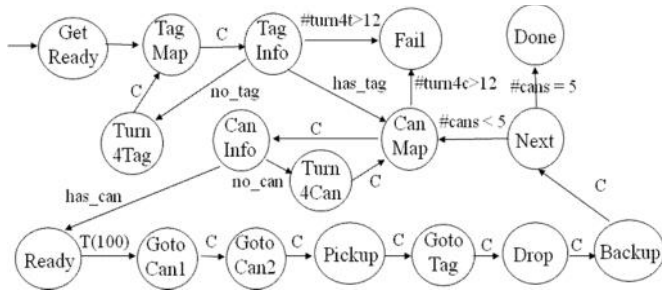 Get
Ready
Tag
Map
C
Tag
Info
#turn4t>12
Fail
Done
C
no_tag
has_tag
#turn4c>12
#cans = 5
Turn
4Tag
Can
Info
C
Can
Map
#cans < 5
Next
has_can
no_can
Turn
4Can
C
C
Ready
T(100)
Goto
Can1
C
Goto
Can2
C
Pickup
C
Goto
Tag
C
Drop
C
Backup